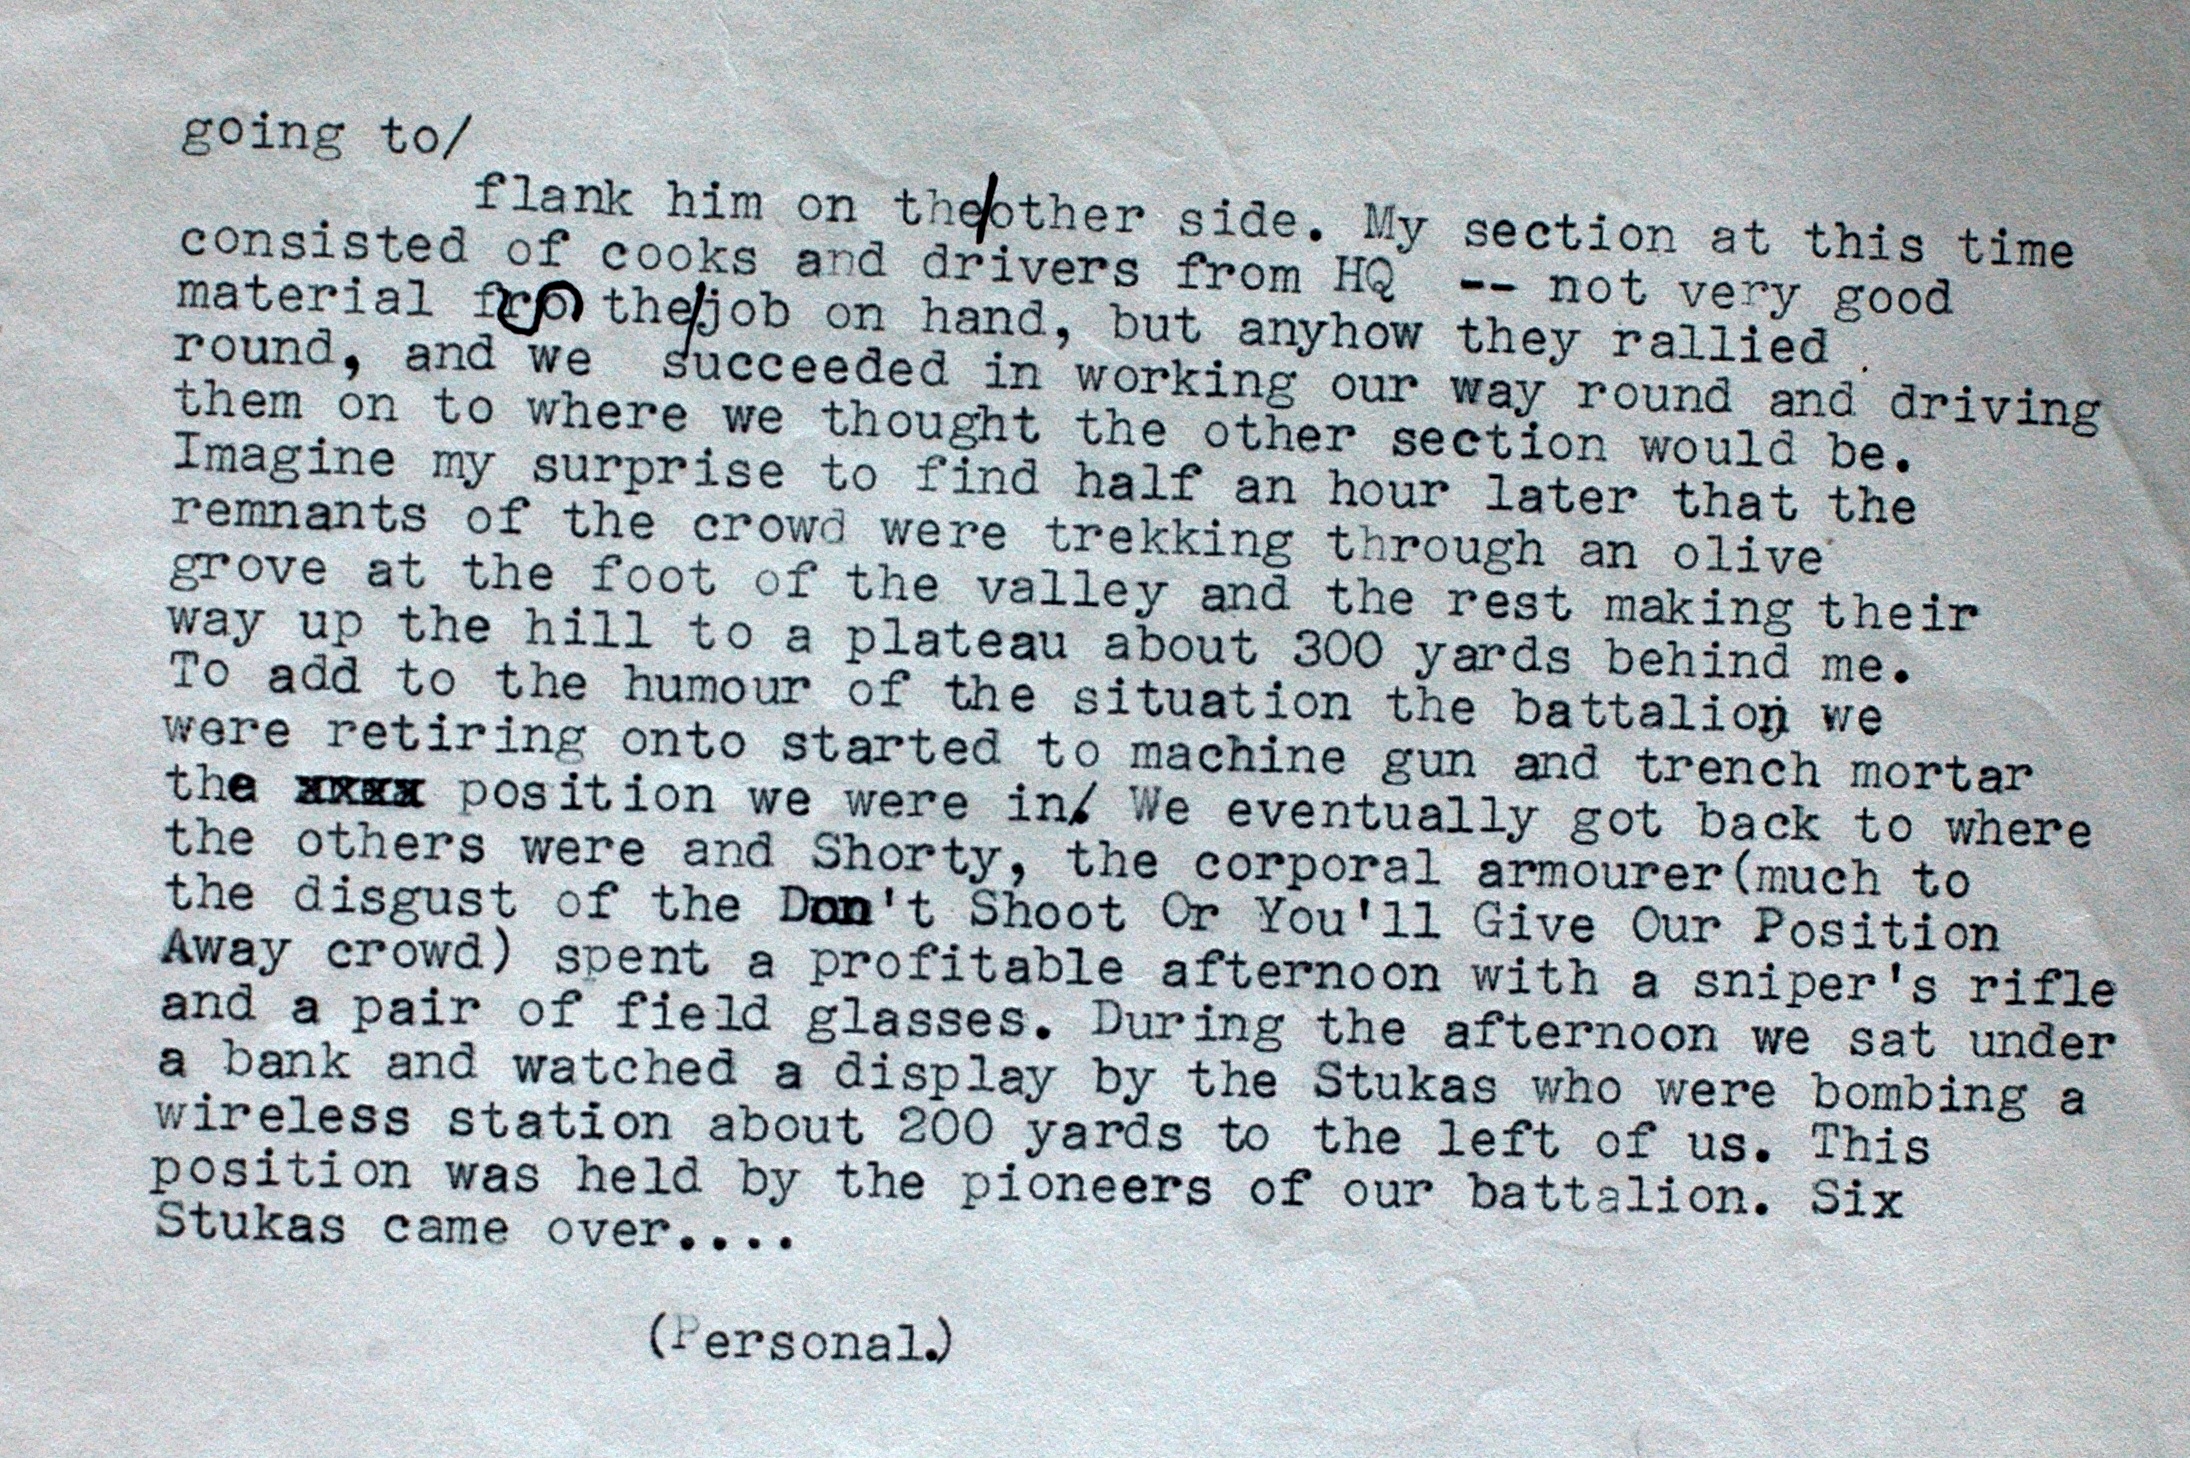 going to/
flank him on the/other side. My section at this time
consisted of cooks and drivers from HQ -- not very good
material fro the/job on hand, but anyhow they rallied
round, and we succeeded in working our way round and driving
them on to where we thought the other section would be.
Imagine my surprise to find half an hour later that the
remnants of the crowd were trekking through an olive
grove at the foot of the valley and the rest making their
way up the hill to a plateau about 300 yards behind me.
To add to the humour of the situation the battalion we
were retiring onto started to machine gun and trench mortar
the xxxx position we were in! We eventually got back to where
the others were and Shorty, the corporal armourer(much to
the disgust of the Don't Shoot Or You'll Give Our Position
Away crowd) spent a profitable afternoon with a sniper's rifle
and a pair of field glasses. During the afternoon we sat under
a bank and watched a display by the Stukas who were bombing a
wireless station about 200 yards to the left of us. This
position was held by the pioneers of our battalion. Six
Stukas came over....
(Personal.)